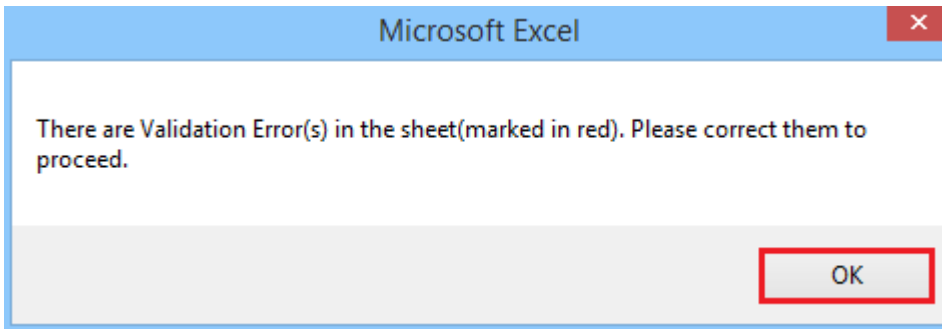 Microsoft Excel
There are Validation Error(s) in the sheet(marked in red). Please correct them to
proceed.
OK